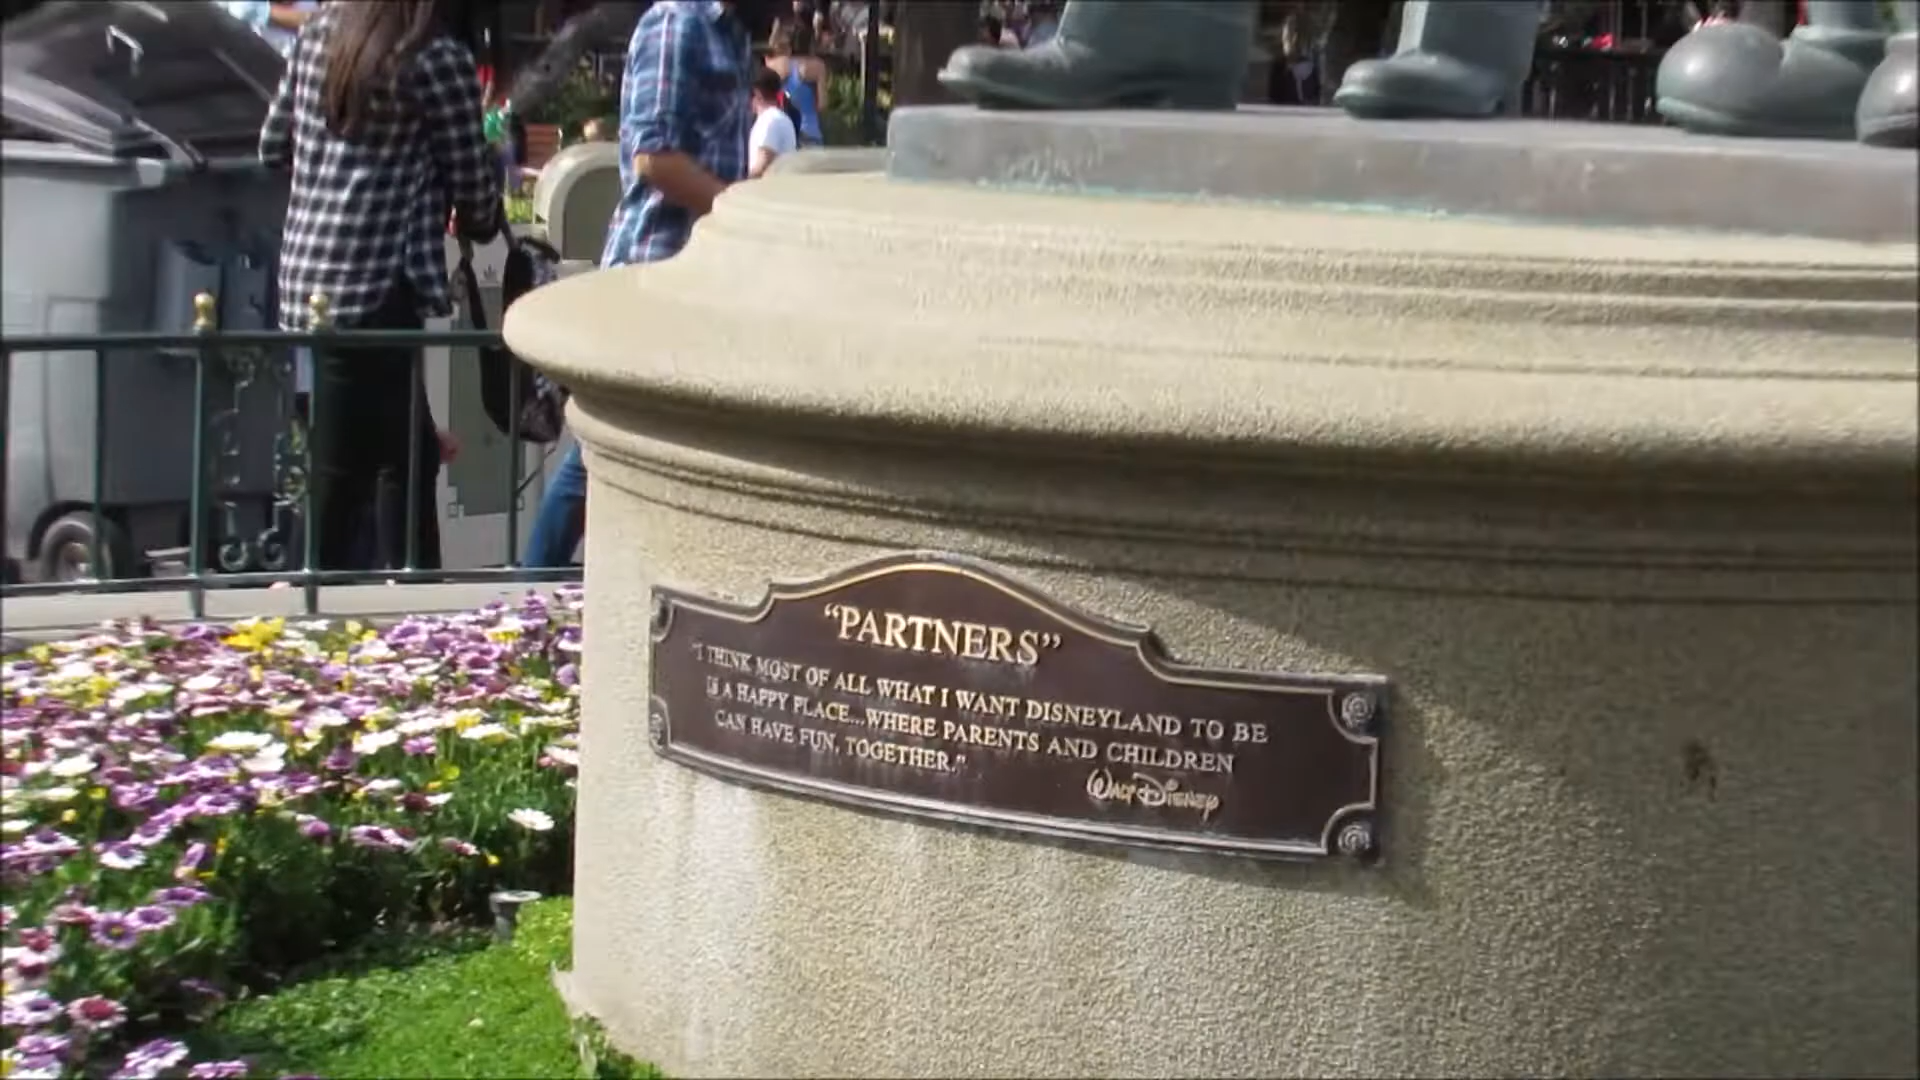 “PARTNERS”
"I THINK MOST OF ALL WHAT I WANT DISNEYLAND TO BE
IS A HAPPY PLACE...WHERE PARENTS AND CHILDREN
CAN HAVE FUN, TOGETHER."
WALT DISNEY